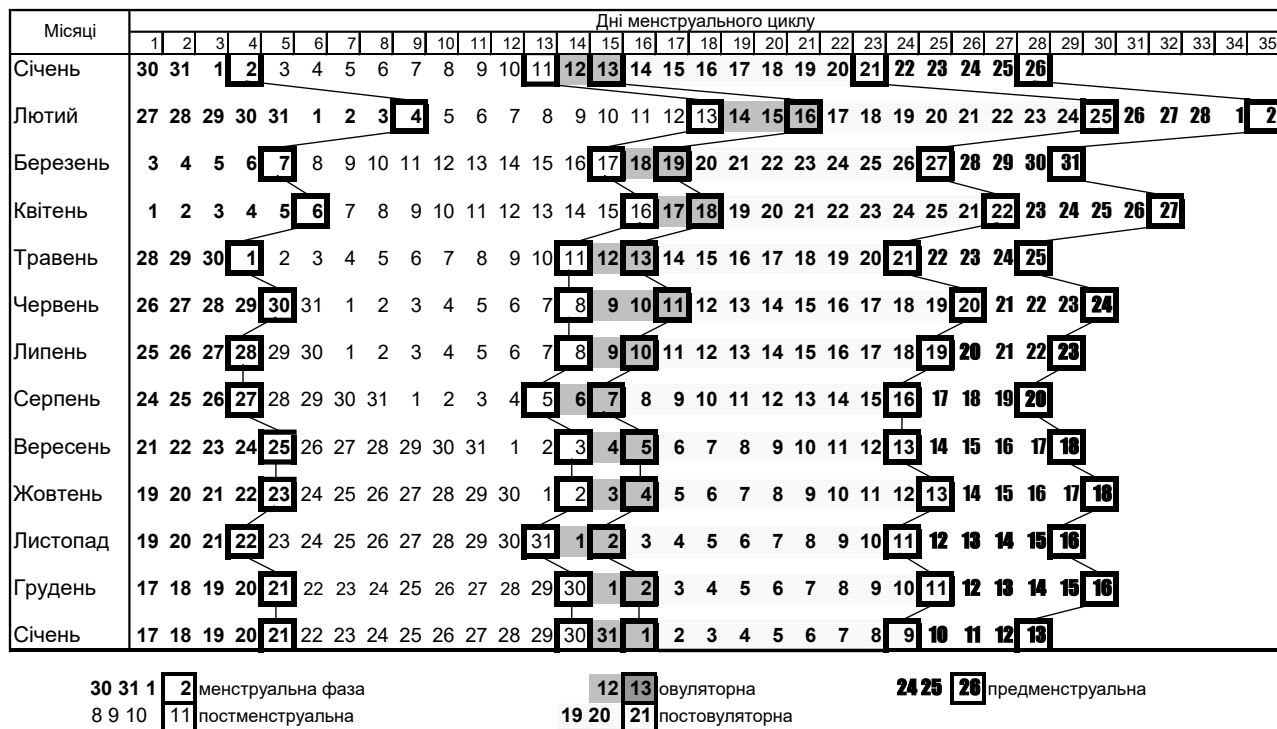 Місяці Дні менструального циклу
1 2 3 4 5 6 7 8 9 10 11 12 13 14 15 16 17 18 19 20 21 22 23 24 25 26 27 28 29 30 31 32 33 34 35
Січень 30 31 1 2 3 4 5 6 7 8 9 10 11 12 13 14 15 16 17 18 19 20 21 22 23 24 25 26
Лютий 27 28 29 30 31 1 2 3 4 5 6 7 8 9 10 11 12 13 14 15 16 17 18 19 20 21 22 23 24 25 26 27 28 1 2
Березень 3 4 5 6 7 8 9 10 11 12 13 14 15 16 17 18 19 20 21 22 23 24 25 26 27 28 29 30 31
Квітень 1 2 3 4 5 6 7 8 9 10 11 12 13 14 15 16 17 18 19 20 21 22 23 24 25 21 22 23 24 25 26 27
Травень 28 29 30 1 2 3 4 5 6 7 8 9 10 11 12 13 14 15 16 17 18 19 20 21 22 23 24 25
Червень 26 27 28 29 30 31 1 2 3 4 5 6 7 8 9 10 11 12 13 14 15 16 17 18 19 20 21 22 23 24
Липень 25 26 27 28 29 30 1 2 3 4 5 6 7 8 9 10 11 12 13 14 15 16 17 18 19 20 21 22 23
Серпень 24 25 26 27 28 29 30 31 1 2 3 4 5 6 7 8 9 10 11 12 13 14 15 16 17 18 19 20
Вересень 21 22 23 24 25 26 27 28 29 30 31 1 2 3 4 5 6 7 8 9 10 11 12 13 14 15 16 17 18
Жовтень 19 20 21 22 23 24 25 26 27 28 29 30 1 2 3 4 5 6 7 8 9 10 11 12 13 14 15 16 17 18
Листопад 19 20 21 22 23 24 25 26 27 28 29 30 31 1 2 3 4 5 6 7 8 9 10 11 12 13 14 15 16
Грудень 17 18 19 20 21 22 23 24 25 26 27 28 29 30 1 2 3 4 5 6 7 8 9 10 11 12 13 14 15 16
Січень 17 18 19 20 21 22 23 24 25 26 27 28 29 30 31 1 2 3 4 5 6 7 8 9 10 11 12 13
30 31 1 2 менструальна фаза 12 13 овуляторна 24 25 26 предменструальна
8 9 10 11 постменструальна 19 20 21 постовуляторна